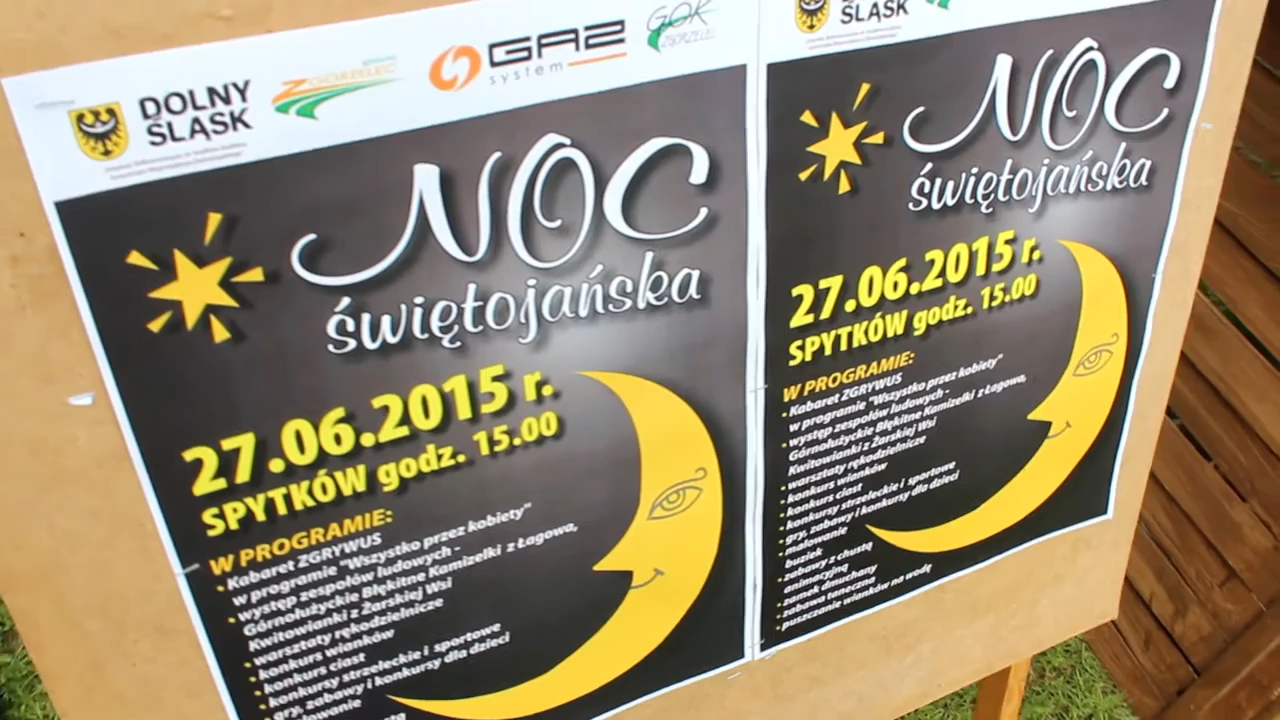 DOLNY
ŚLĄSK
ZGORZELEC
GAZ
system
GOK
ZGORZELEC
NOC
świętojańska
27.06.2015 r.
SPYTKÓW godz. 15.00
W PROGRAMIE:
• Kabaret ZGRYWUS
w programie "Wszystko przez kobiety"
• występ zespołów ludowych -
Górnołużyckie Błękitne Kamizelki z Łagowa,
Kwitowianki z Żarskiej Wsi
• warsztaty rękodzielnicze
• konkurs wianków
• konkurs ciast
• konkursy strzeleckie i sportowe
• gry, zabawy i konkursy dla dzieci
ŚLĄSK
NOC
świętojańska
27.06.2015 r.
SPYTKÓW godz. 15.00
W PROGRAMIE:
• Kabaret ZGRYWUS
w programie "Wszystko przez kobiety"
• występ zespołów ludowych -
Górnołużyckie Błękitne Kamizelki z Łagowa,
Kwitowianki z Żarskiej Wsi
• warsztaty rękodzielnicze
• konkurs wianków
• konkurs ciast
• konkursy strzeleckie i sportowe
• gry, zabawy i konkursy dla dzieci
• malowanie
buziek
• zabawy z chustą
animacyjną
• zamek dmuchany
• zabawa taneczna
• puszczanie wianków na wodę